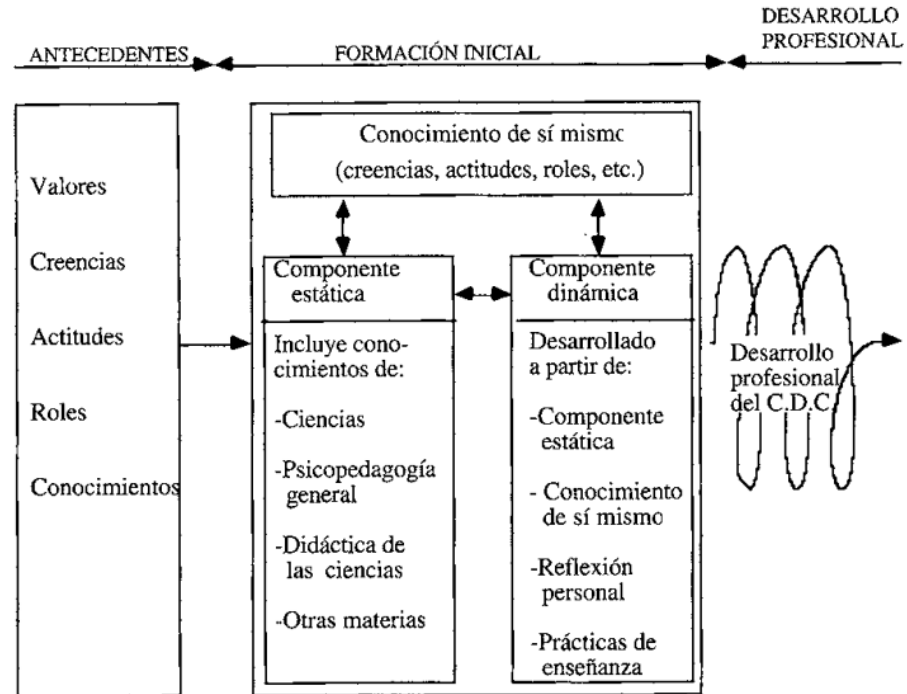 ANTECEDENTES
FORMACIÓN INICIAL
DESARROLLO
PROFESIONAL
Valores
Creencias
Actitudes
Roles
Conocimientos
Conocimiento de sí mismo
(creencias, actitudes, roles, etc.)
Componente
estática
Incluye cono-
cimientos de:
-Ciencias
-Psicopedagogía
general
-Didáctica de
las ciencias
-Otras materias
Componente
dinámica
Desarrollado
a partir de:
-Componente
estática
- Conocimiento
de sí mismo
-Reflexión
personal
-Prácticas de
enseñanza
Desarrollo
profesional
del C.D.C